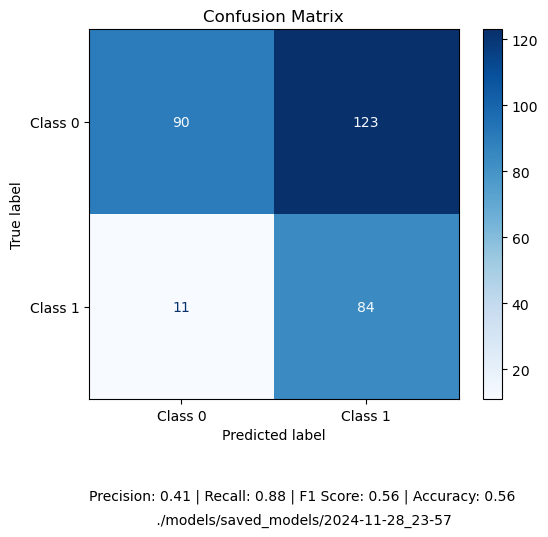 Confusion Matrix
Class 0
90
123
120
100
80
60
40
20
True label
Class 1
11
84
Class 0
Class 1
Predicted label
Precision: 0.41 | Recall: 0.88 | F1 Score: 0.56 | Accuracy: 0.56
./models/saved_models/2024-11-28_23-57